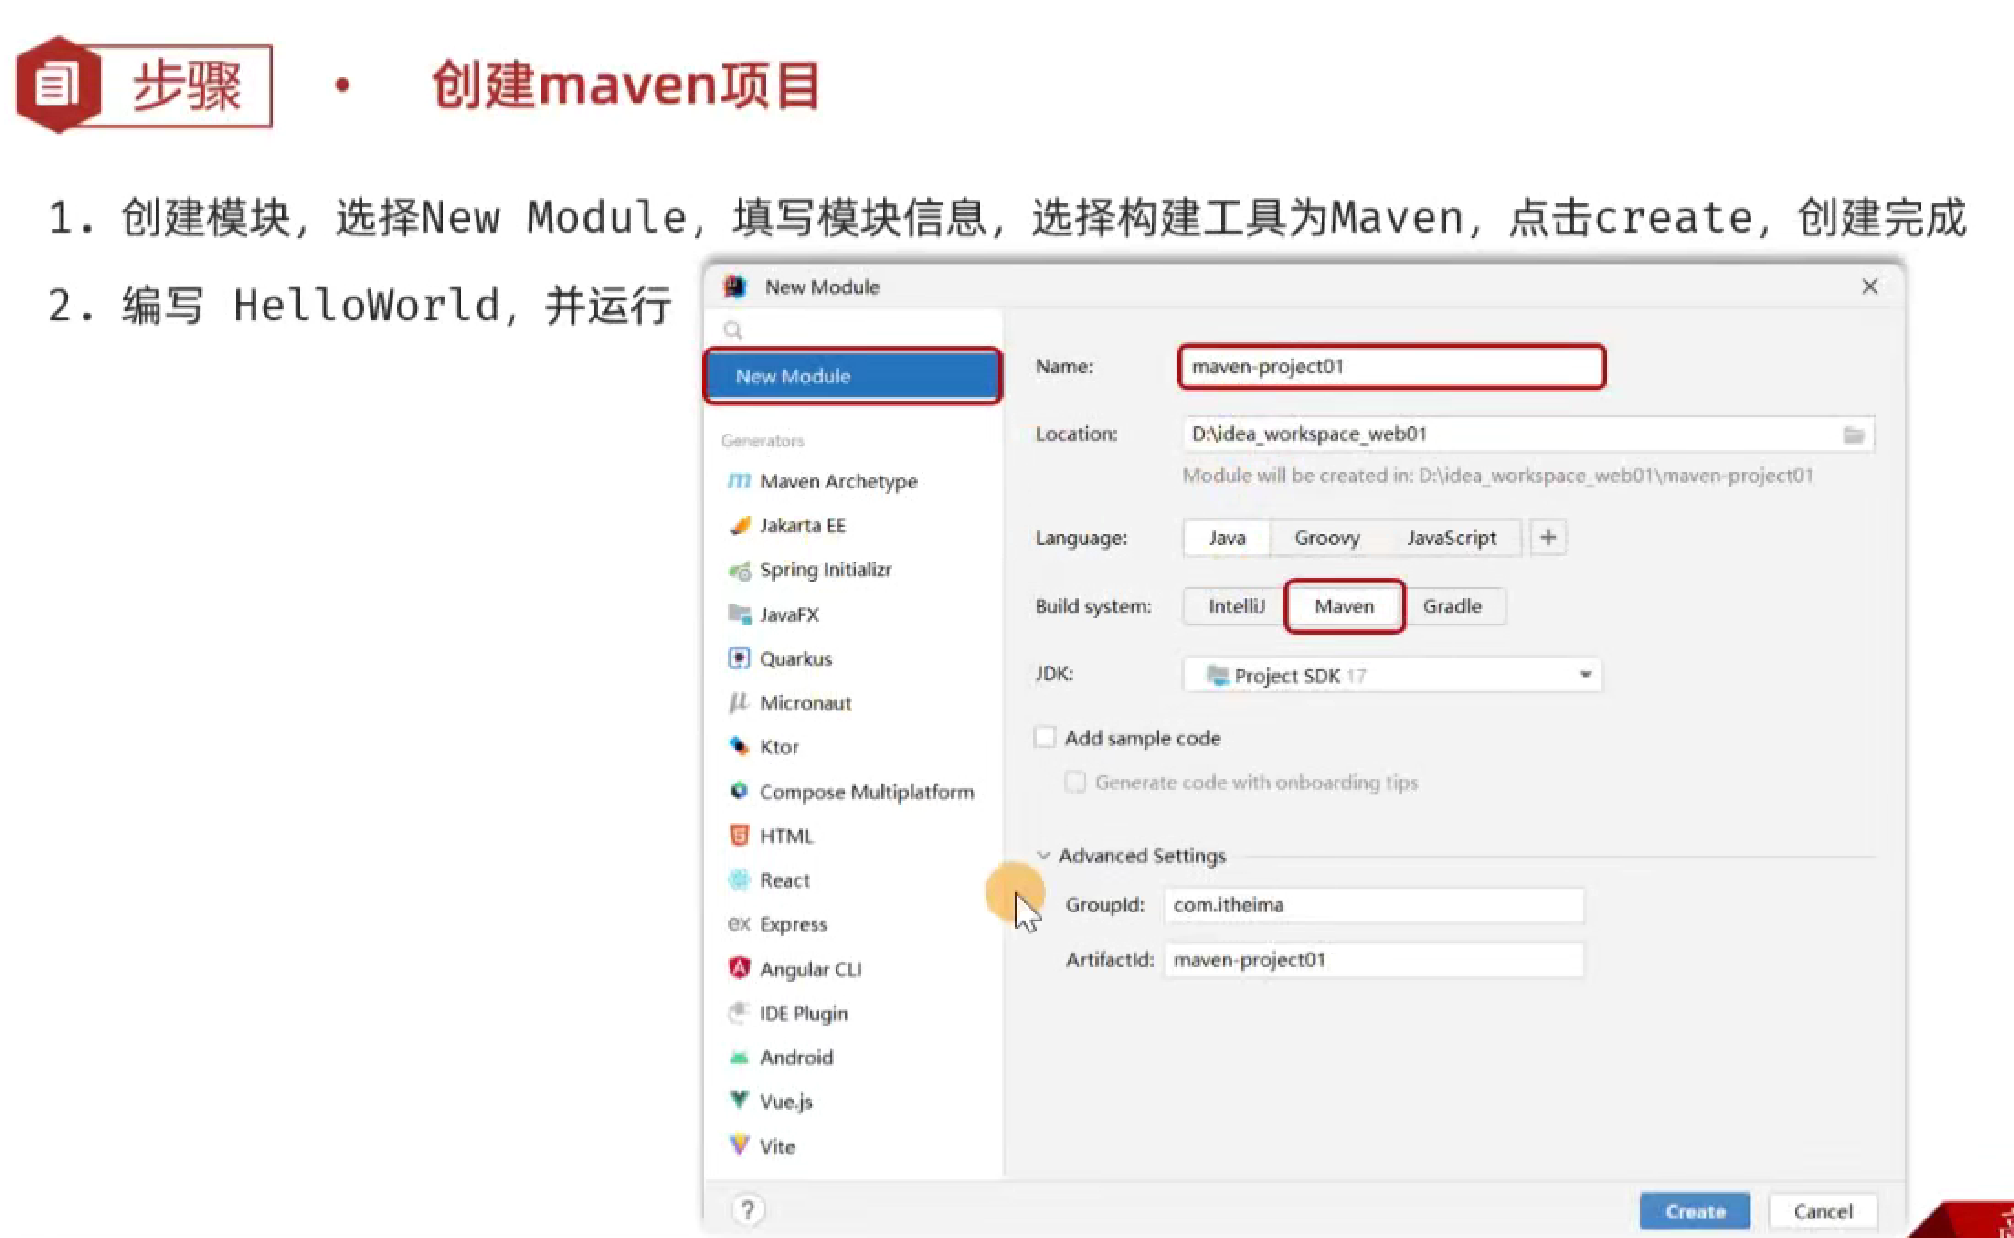 步骤 • 创建maven项目
1. 创建模块，选择New Module，填写模块信息，选择构建工具为Maven，点击create，创建完成
2. 编写 HelloWorld，并运行
New Module
New Module
Generators
Maven Archetype
Jakarta EE
Spring Initializr
JavaFX
Quarkus
Micronaut
Ktor
Compose Multiplatform
HTML
React
ex Express
Angular CLI
IDE Plugin
Android
Vue.js
Vite
Name: maven-project01
Location: D:\idea_workspace_web01
Module will be created in: D:\idea_workspace_web01\maven-project01
Language: Java Groovy JavaScript +
Build system: IntelliJ Maven Gradle
JDK: Project SDK 17
Add sample code
Generate code with onboarding tips
Advanced Settings
GroupId: com.itheima
ArtifactId: maven-project01
? Create Cancel